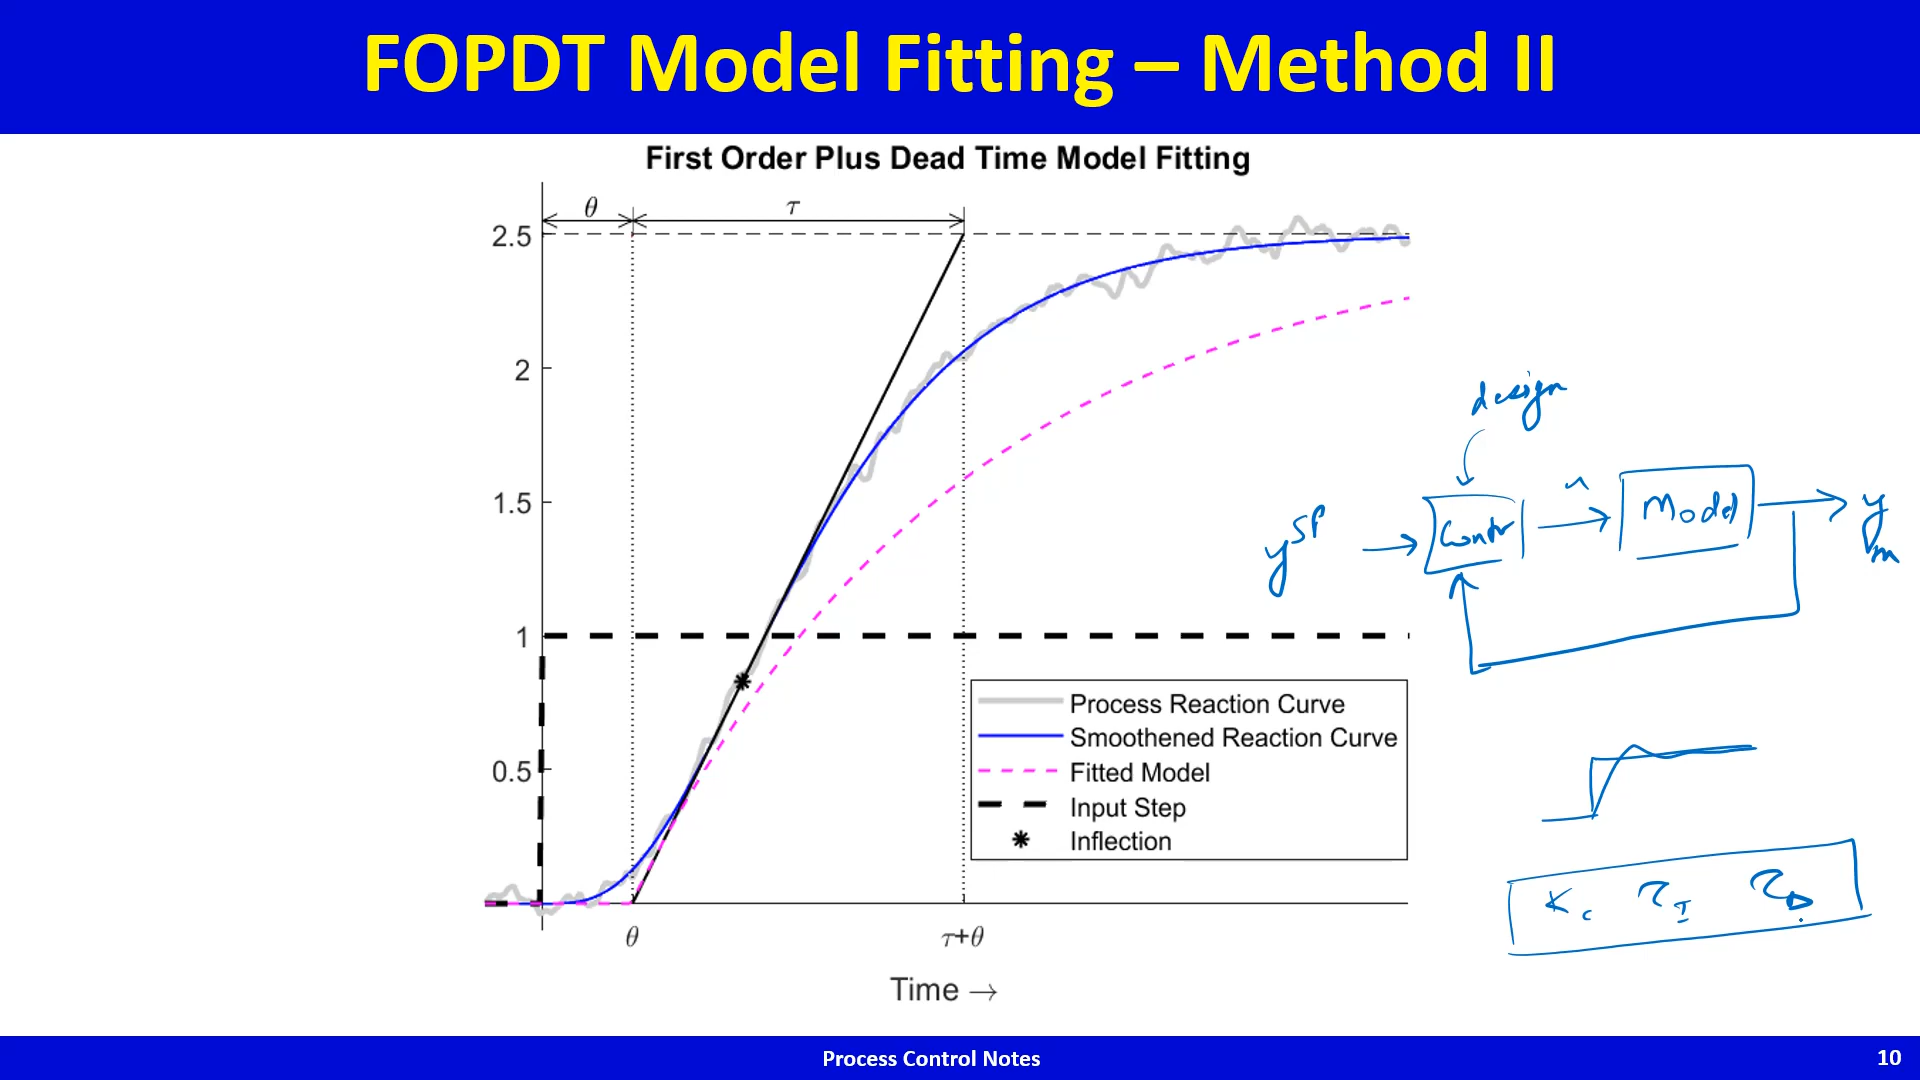 FOPDT Model Fitting – Method II
First Order Plus Dead Time Model Fitting
θ
τ
2.5
2
1.5
1
0.5
θ
τ+θ
Time →
Process Reaction Curve
Smoothened Reaction Curve
Fitted Model
Input Step
Inflection
design
y^SP
Contr
u
Model
y_m
K_c τ_I τ_D
Process Control Notes
10